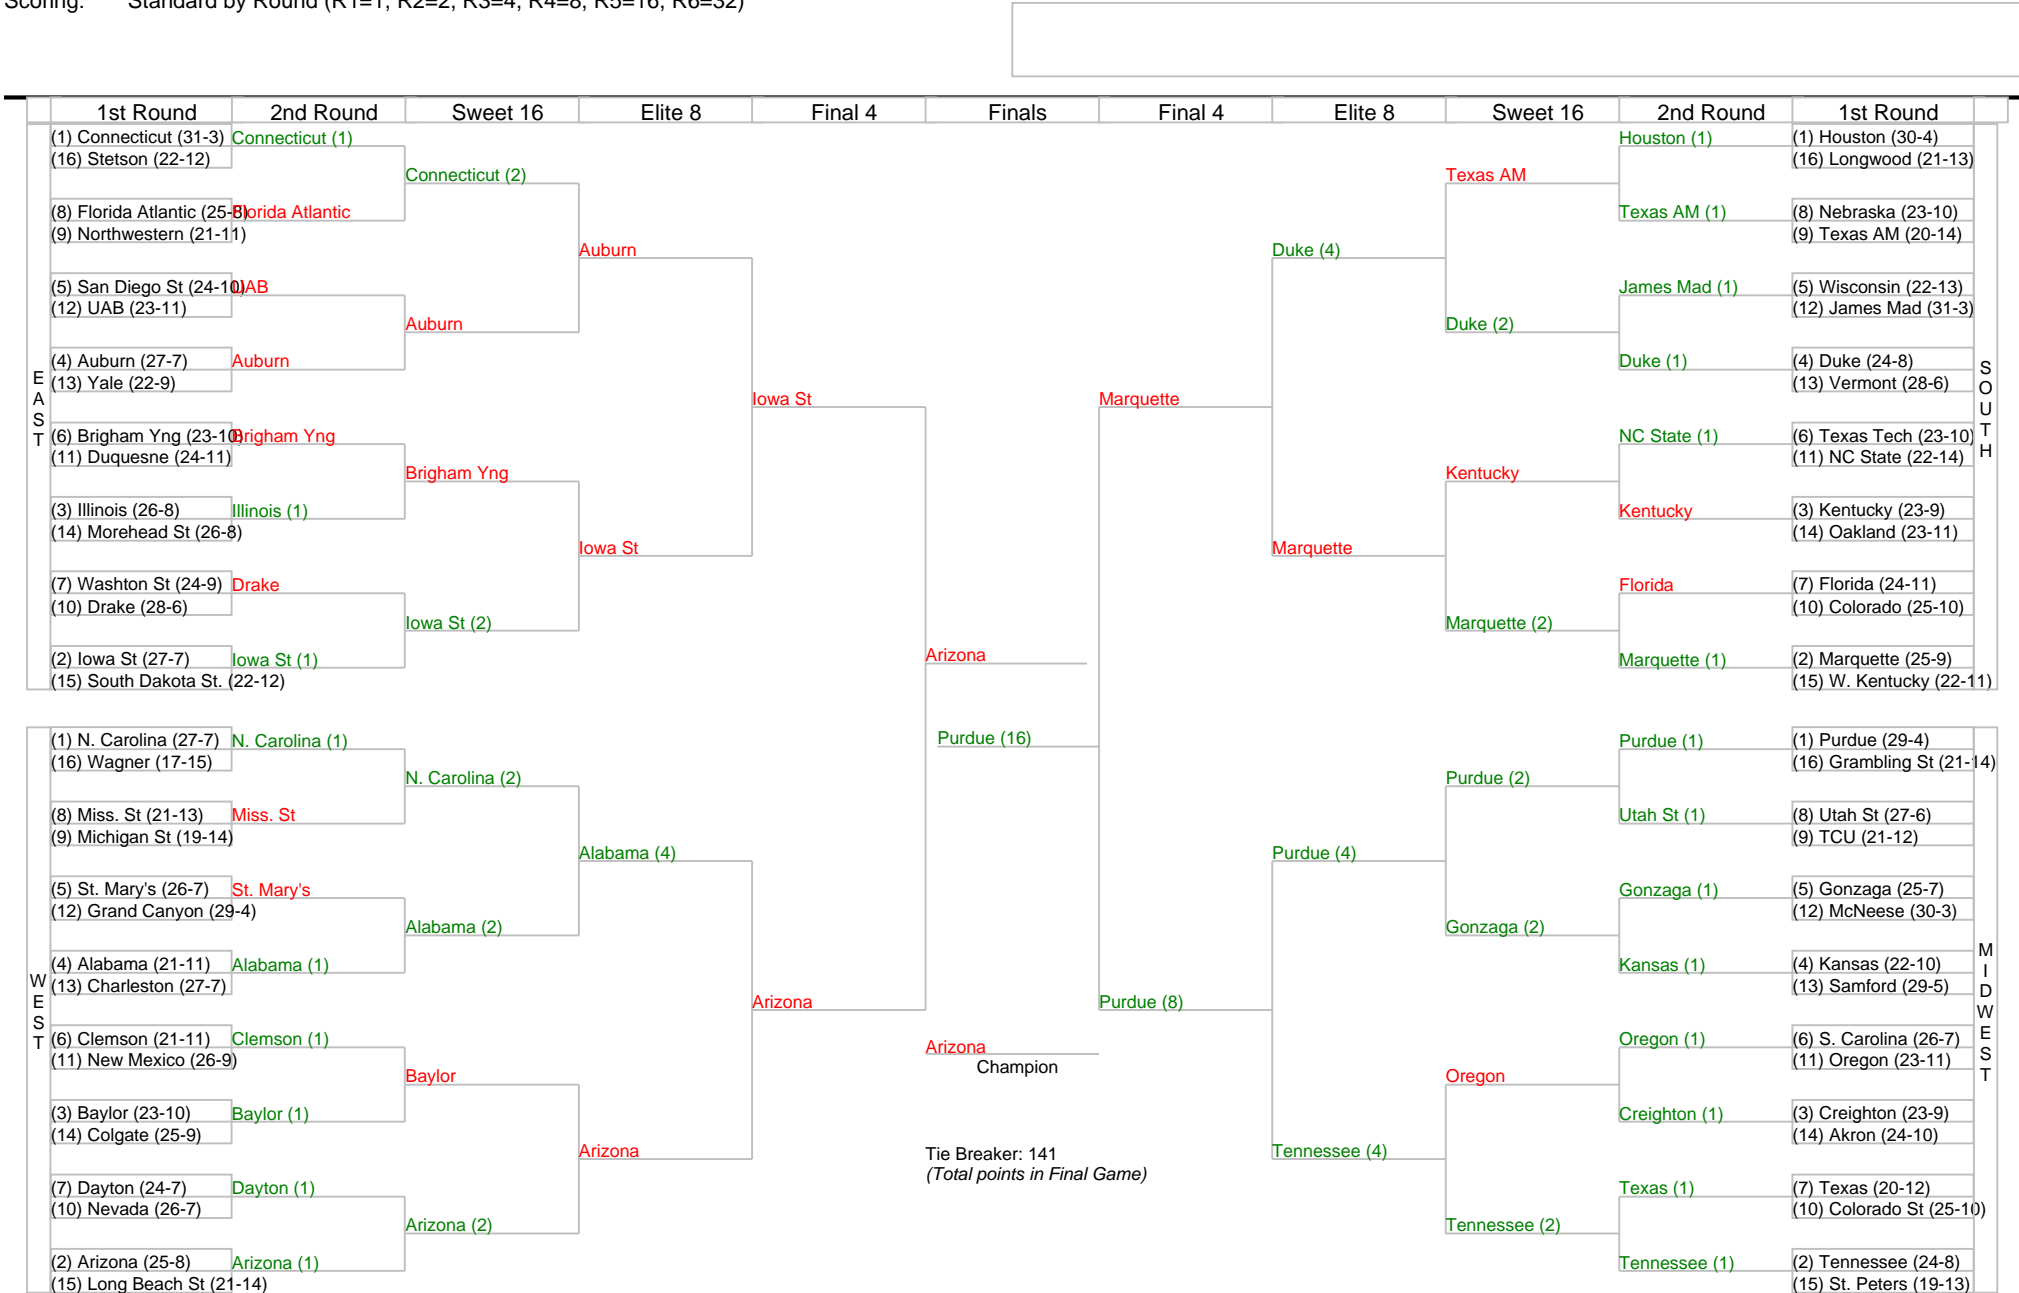 Scoring: Standard by Round (R1=1, R2=2, R3=4, R4=8, R5=16, R6=32)
1st Round 2nd Round Sweet 16 Elite 8 Final 4 Finals Final 4 Elite 8 Sweet 16 2nd Round 1st Round
EAST
(1) Connecticut (31-3)
(16) Stetson (22-12)
(8) Florida Atlantic (25-8)
(9) Northwestern (21-11)
(5) San Diego St (24-10)
(12) UAB (23-11)
(4) Auburn (27-7)
(13) Yale (22-9)
(6) Brigham Yng (23-10)
(11) Duquesne (24-11)
(3) Illinois (26-8)
(14) Morehead St (26-8)
(7) Washton St (24-9)
(10) Drake (28-6)
(2) Iowa St (27-7)
(15) South Dakota St. (22-12)
Connecticut (1)
Florida Atlantic
UAB
Auburn
Brigham Yng
Illinois (1)
Drake
Iowa St (1)
Connecticut (2)
Auburn
Brigham Yng
Iowa St (2)
Auburn
Iowa St
Iowa St
WEST
(1) N. Carolina (27-7)
(16) Wagner (17-15)
(8) Miss. St (21-13)
(9) Michigan St (19-14)
(5) St. Mary's (26-7)
(12) Grand Canyon (29-4)
(4) Alabama (21-11)
(13) Charleston (27-7)
(6) Clemson (21-11)
(11) New Mexico (26-9)
(3) Baylor (23-10)
(14) Colgate (25-9)
(7) Dayton (24-7)
(10) Nevada (26-7)
(2) Arizona (25-8)
(15) Long Beach St (21-14)
N. Carolina (1)
Miss. St
St. Mary's
Alabama (1)
Clemson (1)
Baylor (1)
Dayton (1)
Arizona (1)
N. Carolina (2)
Alabama (2)
Baylor
Arizona (2)
Alabama (4)
Arizona
Arizona
Arizona
Purdue (16)
Arizona
Champion
Tie Breaker: 141
(Total points in Final Game)
Marquette
Duke (4)
Marquette
Texas AM
Duke (2)
Kentucky
Marquette (2)
Houston (1)
Texas AM (1)
James Mad (1)
Duke (1)
NC State (1)
Kentucky
Florida
Marquette (1)
(1) Houston (30-4)
(16) Longwood (21-13)
(8) Nebraska (23-10)
(9) Texas AM (20-14)
(5) Wisconsin (22-13)
(12) James Mad (31-3)
(4) Duke (24-8)
(13) Vermont (28-6)
(6) Texas Tech (23-10)
(11) NC State (22-14)
(3) Kentucky (23-9)
(14) Oakland (23-11)
(7) Florida (24-11)
(10) Colorado (25-10)
(2) Marquette (25-9)
(15) W. Kentucky (22-11)
SOUTH
Purdue (8)
Purdue (4)
Tennessee (4)
Purdue (2)
Gonzaga (2)
Oregon
Tennessee (2)
Purdue (1)
Utah St (1)
Gonzaga (1)
Kansas (1)
Oregon (1)
Creighton (1)
Texas (1)
Tennessee (1)
(1) Purdue (29-4)
(16) Grambling St (21-14)
(8) Utah St (27-6)
(9) TCU (21-12)
(5) Gonzaga (25-7)
(12) McNeese (30-3)
(4) Kansas (22-10)
(13) Samford (29-5)
(6) S. Carolina (26-7)
(11) Oregon (23-11)
(3) Creighton (23-9)
(14) Akron (24-10)
(7) Texas (20-12)
(10) Colorado St (25-10)
(2) Tennessee (24-8)
(15) St. Peters (19-13)
MIDWEST